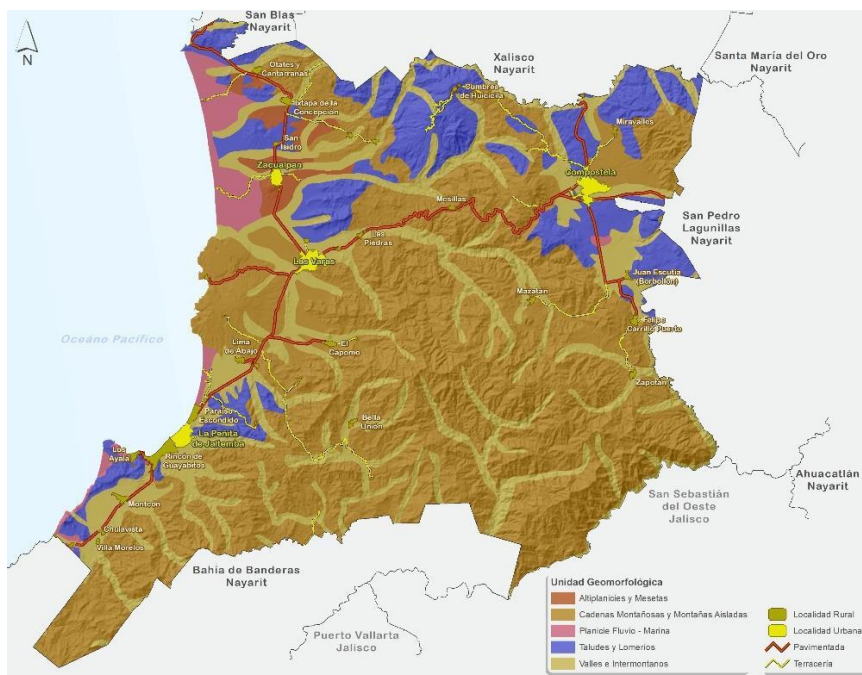 San Blas
Nayarit
Xalisco
Nayarit
Santa María del Oro
Nayarit
N
Otates y
Cantarranas
Cumbres
de Huicicila
Ixtapa de la
Concepción
Miravalles
San
Isidro
Zacualpan
Compostela
Mesillas
San Pedro
Lagunillas
Nayarit
Las
Piedras
Las Varas
Juan Escutia
(Borbollón)
Mazatán
Océano Pacífico
Felipe
Carrillo Puerto
Lima
de Abajo
El
Capomo
Zapotán
Paraíso
Escondido
Bella
Unión
La Peñita
de Jaltemba
Los
Ayala
Rincón de
Guayabitos
Ahuacatlán
Nayarit
Monteón
San Sebastián
del Oeste
Jalisco
Chulavista
Villa Morelos
Bahía de Banderas
Nayarit
Puerto Vallarta
Jalisco
Unidad Geomorfológica
Altiplanicies y Mesetas
Cadenas Montañosas y Montañas Aisladas
Planicie Fluvio - Marina
Taludes y Lomerios
Valles e Intermontanos
Localidad Rural
Localidad Urbana
Pavimentada
Terracería